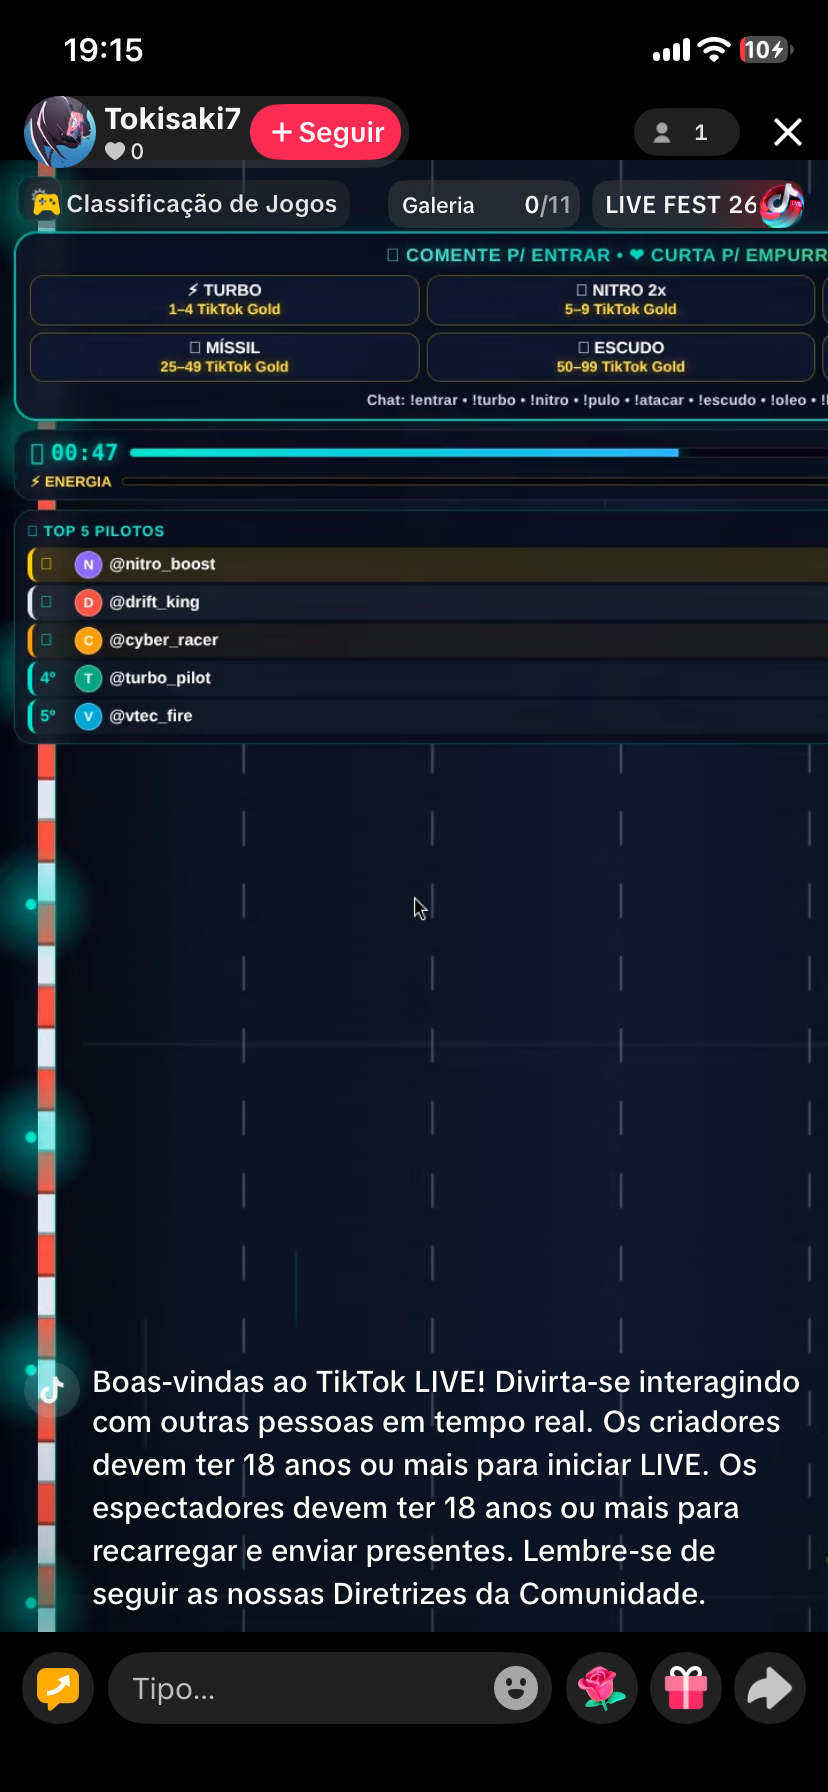 19:15
10
Tokisaki7
0
+ Seguir
1
Classificação de Jogos
Galeria 0/11
LIVE FEST 26
COMENTE P/ ENTRAR • ❤ CURTA P/ EMPURR
⚡ TURBO
1–4 TikTok Gold
NITRO 2x
5–9 TikTok Gold
MÍSSIL
25–49 TikTok Gold
ESCUDO
50–99 TikTok Gold
Chat: !entrar • !turbo • !nitro • !pulo • !atacar • !escudo • !oleo •
00:47
⚡ ENERGIA
TOP 5 PILOTOS
N @nitro_boost
D @drift_king
C @cyber_racer
4º T @turbo_pilot
5º V @vtec_fire
Boas-vindas ao TikTok LIVE! Divirta-se interagindo
com outras pessoas em tempo real. Os criadores
devem ter 18 anos ou mais para iniciar LIVE. Os
espectadores devem ter 18 anos ou mais para
recarregar e enviar presentes. Lembre-se de
seguir as nossas Diretrizes da Comunidade.
Tipo...